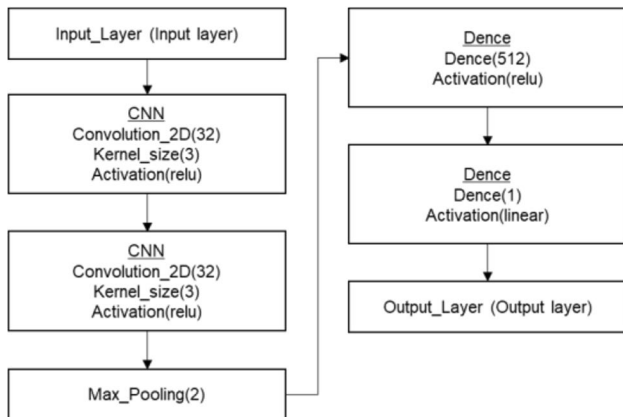 Input_Layer (Input layer)
CNN
Convolution_2D(32)
Kernel_size(3)
Activation(relu)
CNN
Convolution_2D(32)
Kernel_size(3)
Activation(relu)
Max_Pooling(2)
Dence
Dence(512)
Activation(relu)
Dence
Dence(1)
Activation(linear)
Output_Layer (Output layer)